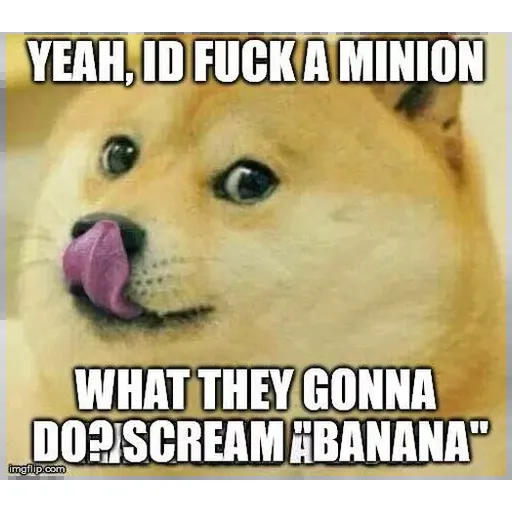 YEAH, ID FUCK A MINION
WHAT THEY GONNA
DO? SCREAM "BANANA"
imgflip.com